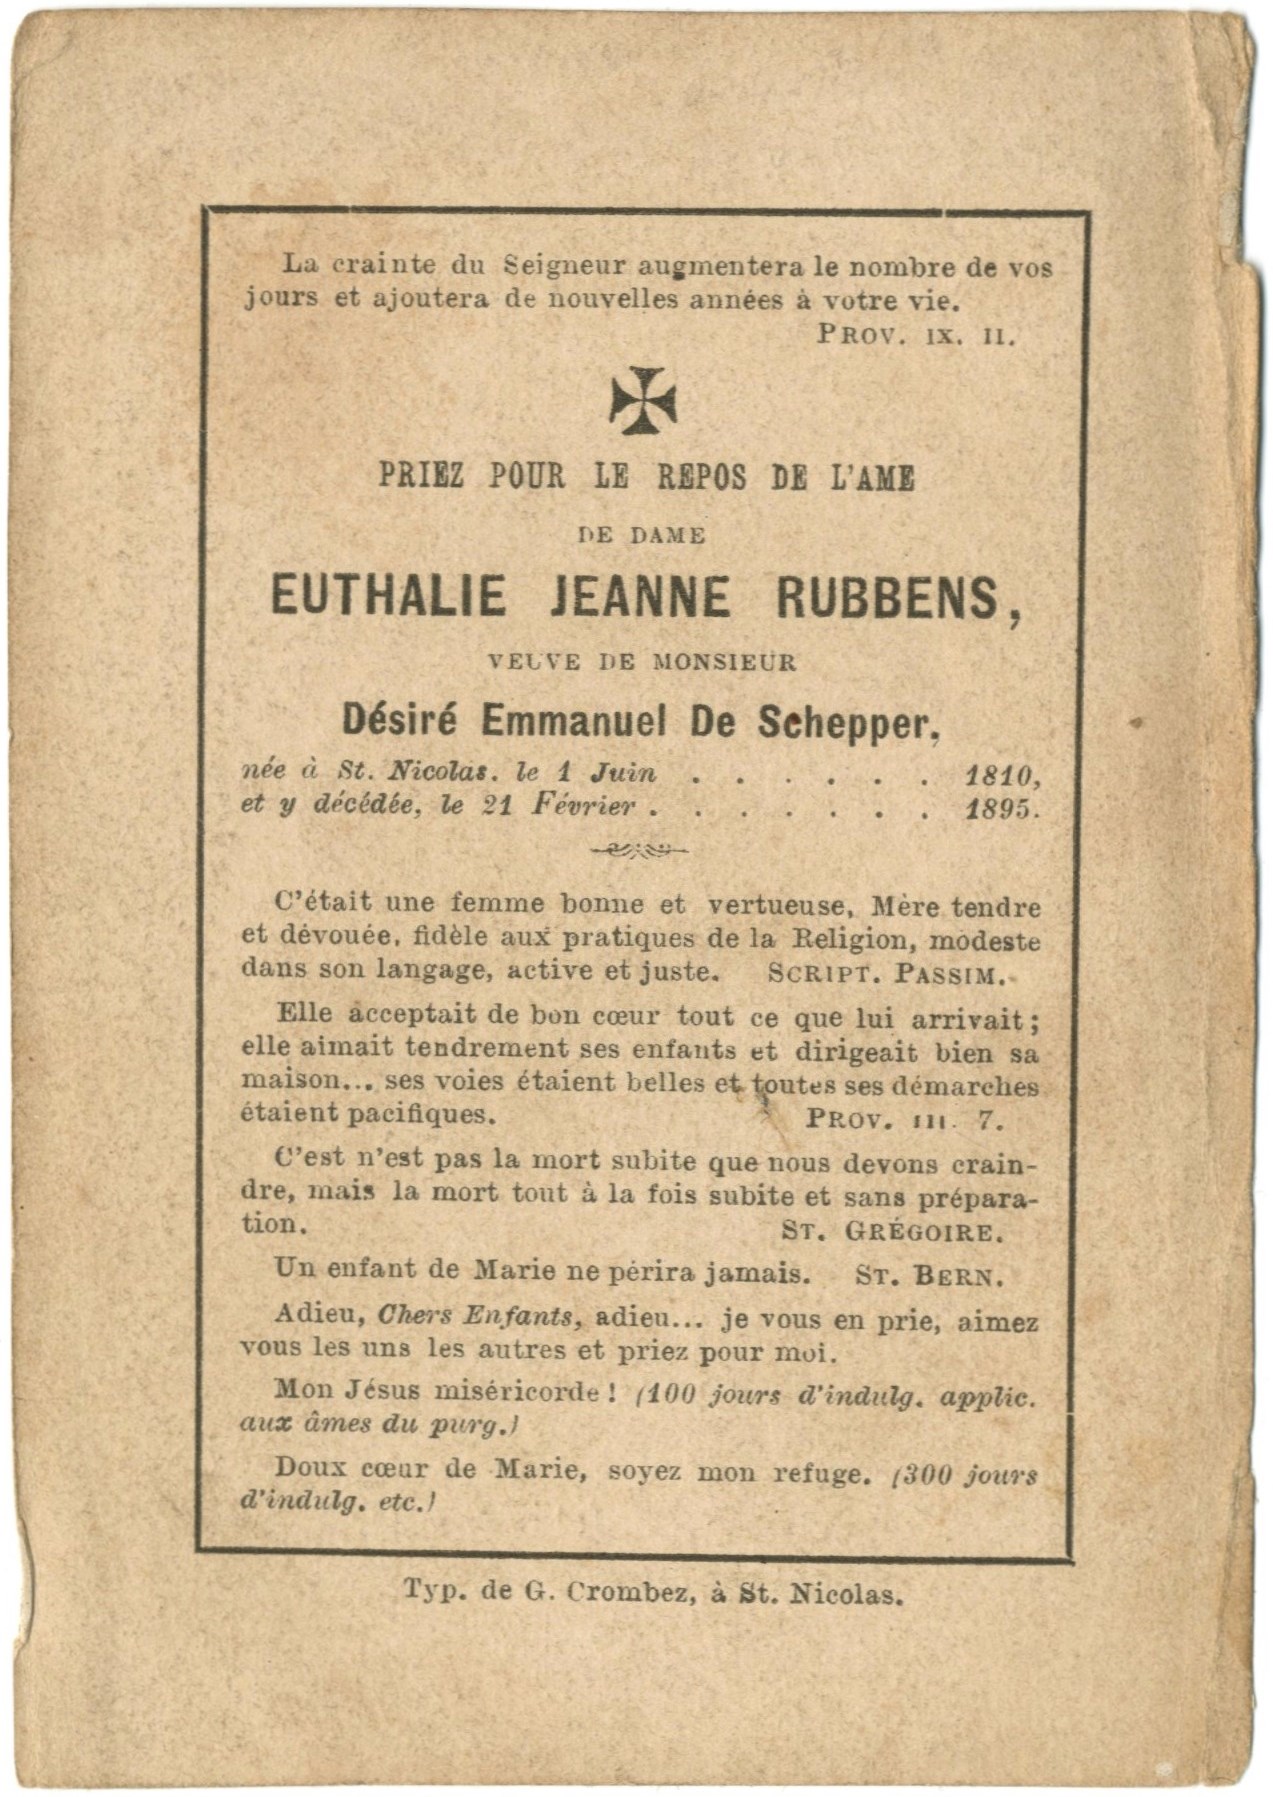 La crainte du Seigneur augmentera le nombre de vos
jours et ajoutera de nouvelles années à votre vie.
PROV. IX. II.
PRIEZ POUR LE REPOS DE L'AME
DE DAME
EUTHALIE JEANNE RUBBENS,
VEUVE DE MONSIEUR
Désiré Emmanuel De Schepper,
née à St. Nicolas. le 1 Juin . . . . . . 1810,
et y décédée, le 21 Février . . . . . . . 1895.
C'était une femme bonne et vertueuse, Mère tendre
et dévouée, fidèle aux pratiques de la Religion, modeste
dans son langage, active et juste. SCRIPT. PASSIM.
Elle acceptait de bon cœur tout ce que lui arrivait ;
elle aimait tendrement ses enfants et dirigeait bien sa
maison... ses voies étaient belles et toutes ses démarches
étaient pacifiques. PROV. III. 7.
C'est n'est pas la mort subite que nous devons crain-
dre, mais la mort tout à la fois subite et sans prépara-
tion. ST. GRÉGOIRE.
Un enfant de Marie ne périra jamais. ST. BERN.
Adieu, Chers Enfants, adieu... je vous en prie, aimez
vous les uns les autres et priez pour moi.
Mon Jésus miséricorde ! (100 jours d'indulg. applic.
aux âmes du purg.)
Doux cœur de Marie, soyez mon refuge. (300 jours
d'indulg. etc.)
Typ. de G. Crombez, à St. Nicolas.